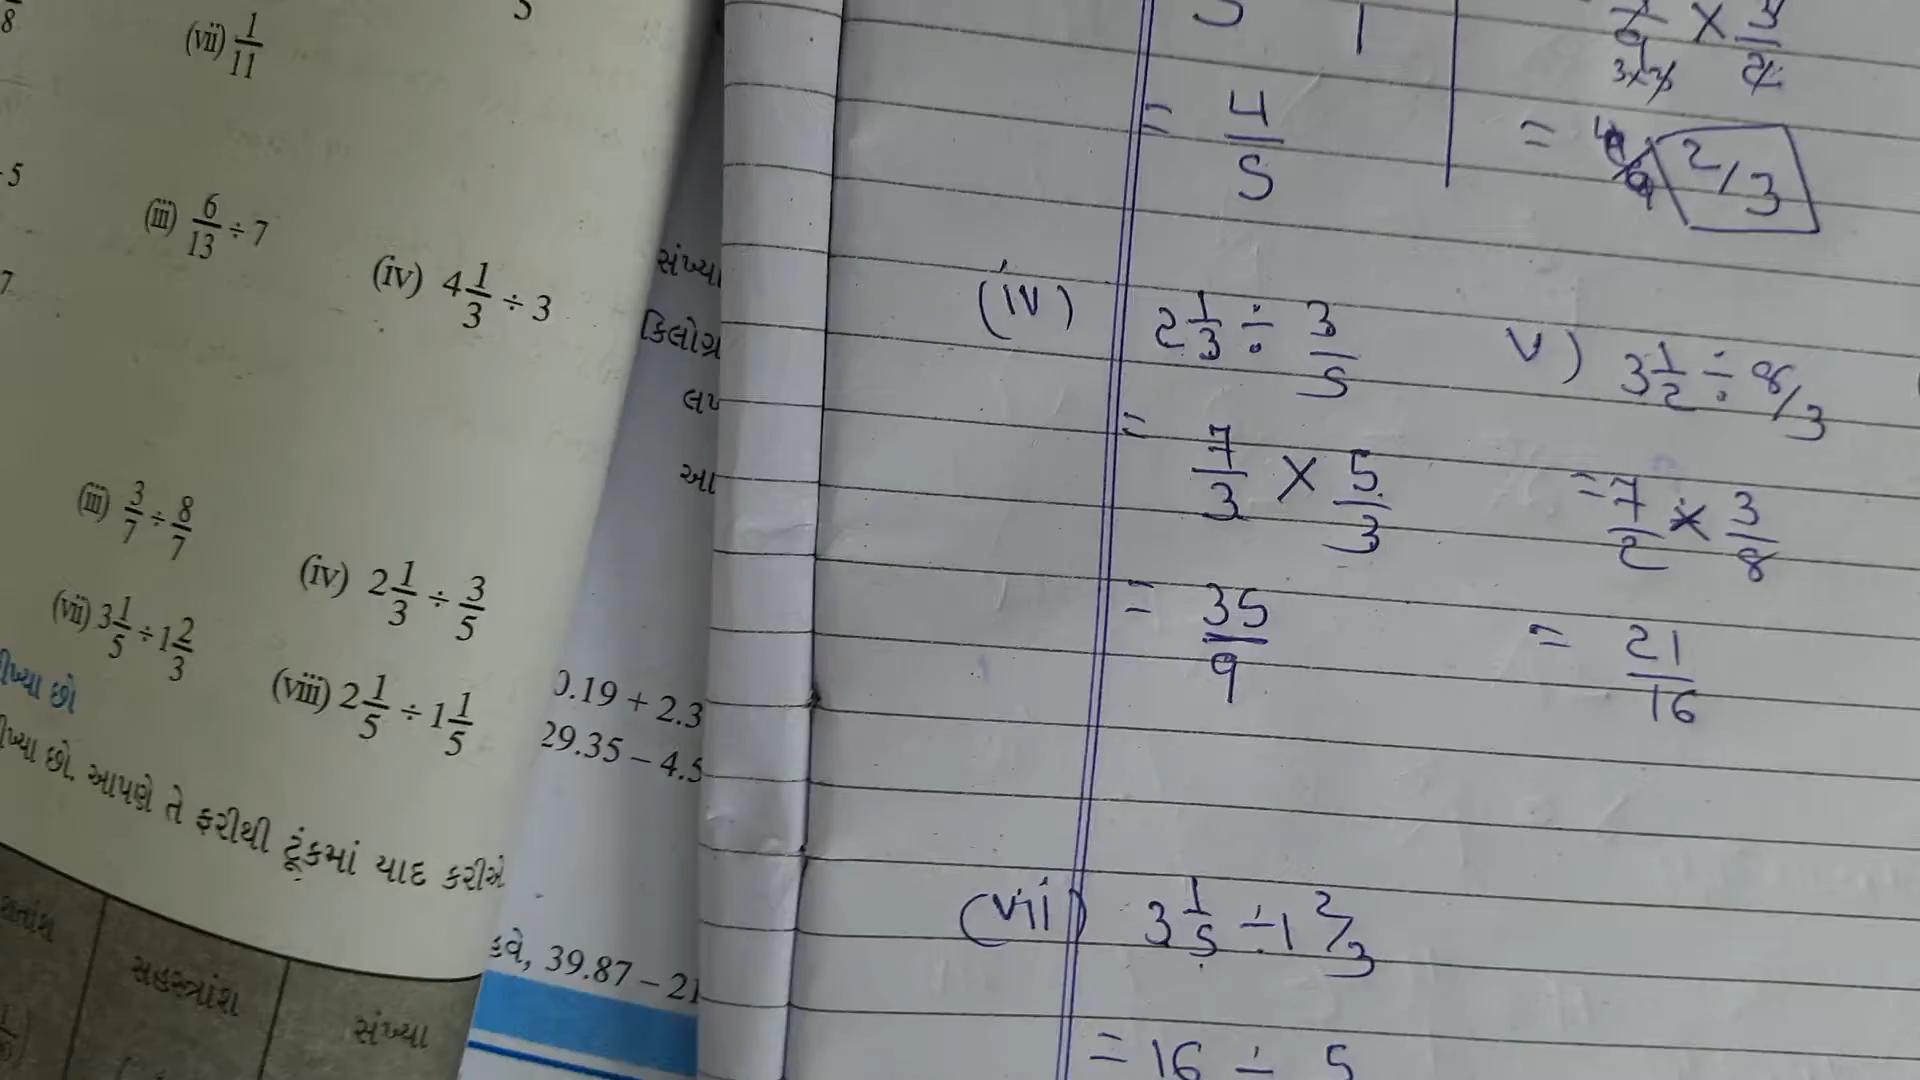 8
(vii) 1/11
5
(iii) 6/13 ÷ 7
7
(iv) 4 1/3 ÷ 3
(iii) 3/7 ÷ 8/7
(iv) 2 1/3 ÷ 3/5
(vii) 3 1/5 ÷ 1 2/3
(viii) 2 1/5 ÷ 1 1/5
છો
છો. આપણે તે ફરીથી ટૂંકમાં યાદ કરીએ
સહસ્ત્રાંશ
સંખ્યા
સંખ્યા
કિલોગ્ર
આ
0.19 + 2.3
29.35 – 4.5
હવે, 39.87 – 21
= 4/5
= 2/3
(iv) 2 1/3 ÷ 3/5
= 7/3 × 5/3
= 35/9
v) 3 1/2 ÷ 8/3
= 7/2 × 3/8
= 21/16
(vii) 3 1/5 ÷ 1 2/3
= 16 ÷ 5